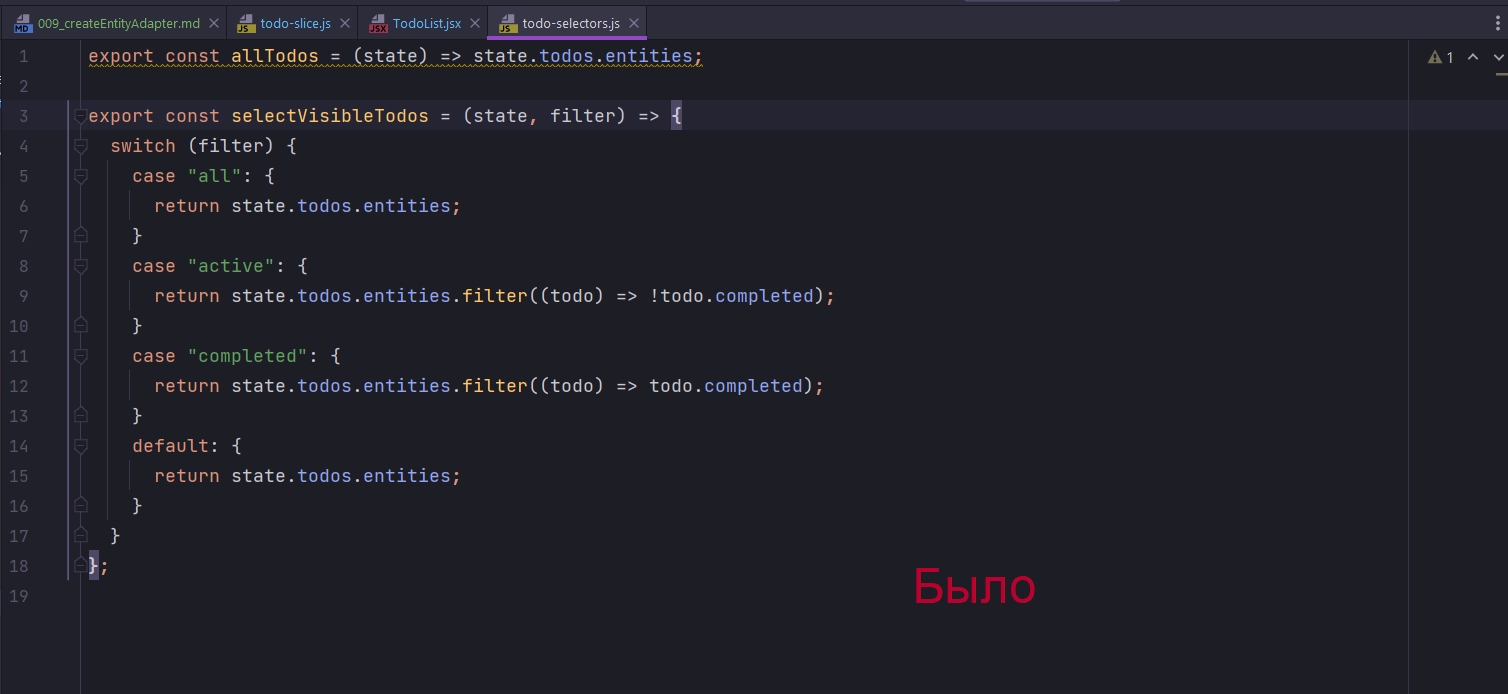 009_createEntityAdapter.md todo-slice.js TodoList.jsx todo-selectors.js
1 export const allTodos = (state) => state.todos.entities; 1
2
3 export const selectVisibleTodos = (state, filter) => {
4 switch (filter) {
5 case "all": {
6 return state.todos.entities;
7 }
8 case "active": {
9 return state.todos.entities.filter((todo) => !todo.completed);
10 }
11 case "completed": {
12 return state.todos.entities.filter((todo) => todo.completed);
13 }
14 default: {
15 return state.todos.entities;
16 }
17 }
18 };
Было
19